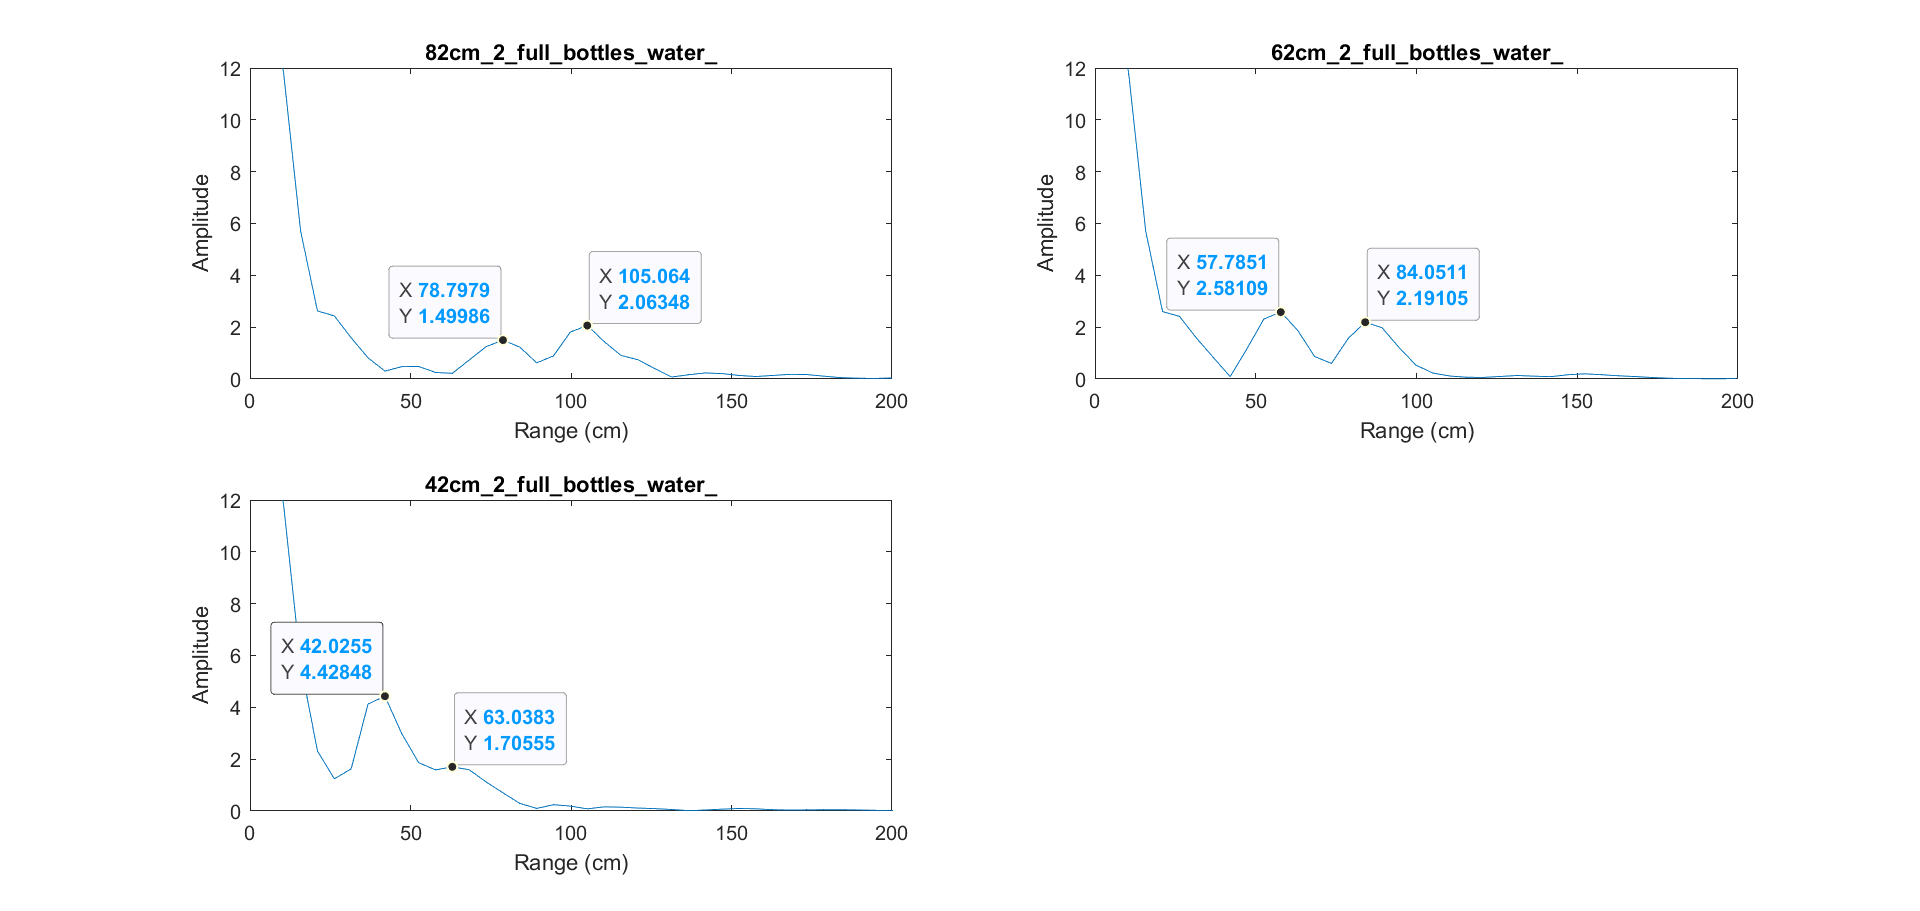 82cm_2_full_bottles_water_
12
10
8
6
4
2
0
Amplitude
X 78.7979
Y 1.49986
X 105.064
Y 2.06348
0 50 100 150 200
Range (cm)
62cm_2_full_bottles_water_
12
10
8
6
4
2
0
Amplitude
X 57.7851
Y 2.58109
X 84.0511
Y 2.19105
0 50 100 150 200
Range (cm)
42cm_2_full_bottles_water_
12
10
8
6
4
2
0
Amplitude
X 42.0255
Y 4.42848
X 63.0383
Y 1.70555
0 50 100 150 200
Range (cm)